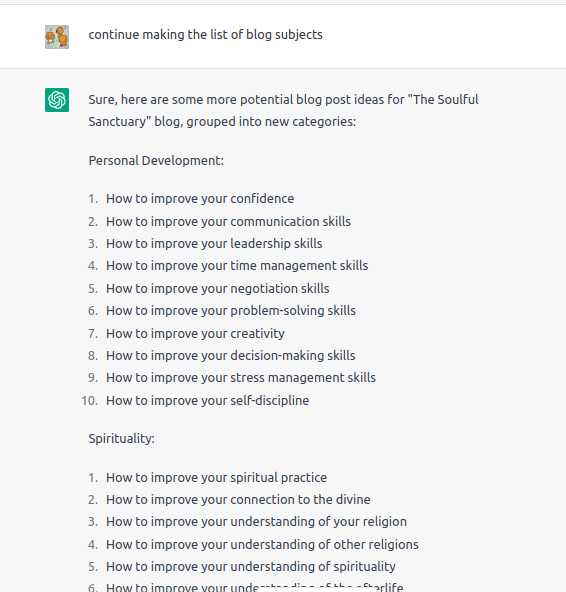 continue making the list of blog subjects
Sure, here are some more potential blog post ideas for "The Soulful
Sanctuary" blog, grouped into new categories:
Personal Development:
1. How to improve your confidence
2. How to improve your communication skills
3. How to improve your leadership skills
4. How to improve your time management skills
5. How to improve your negotiation skills
6. How to improve your problem-solving skills
7. How to improve your creativity
8. How to improve your decision-making skills
9. How to improve your stress management skills
10. How to improve your self-discipline
Spirituality:
1. How to improve your spiritual practice
2. How to improve your connection to the divine
3. How to improve your understanding of your religion
4. How to improve your understanding of other religions
5. How to improve your understanding of spirituality
6. How to improve your understanding of the afterlife